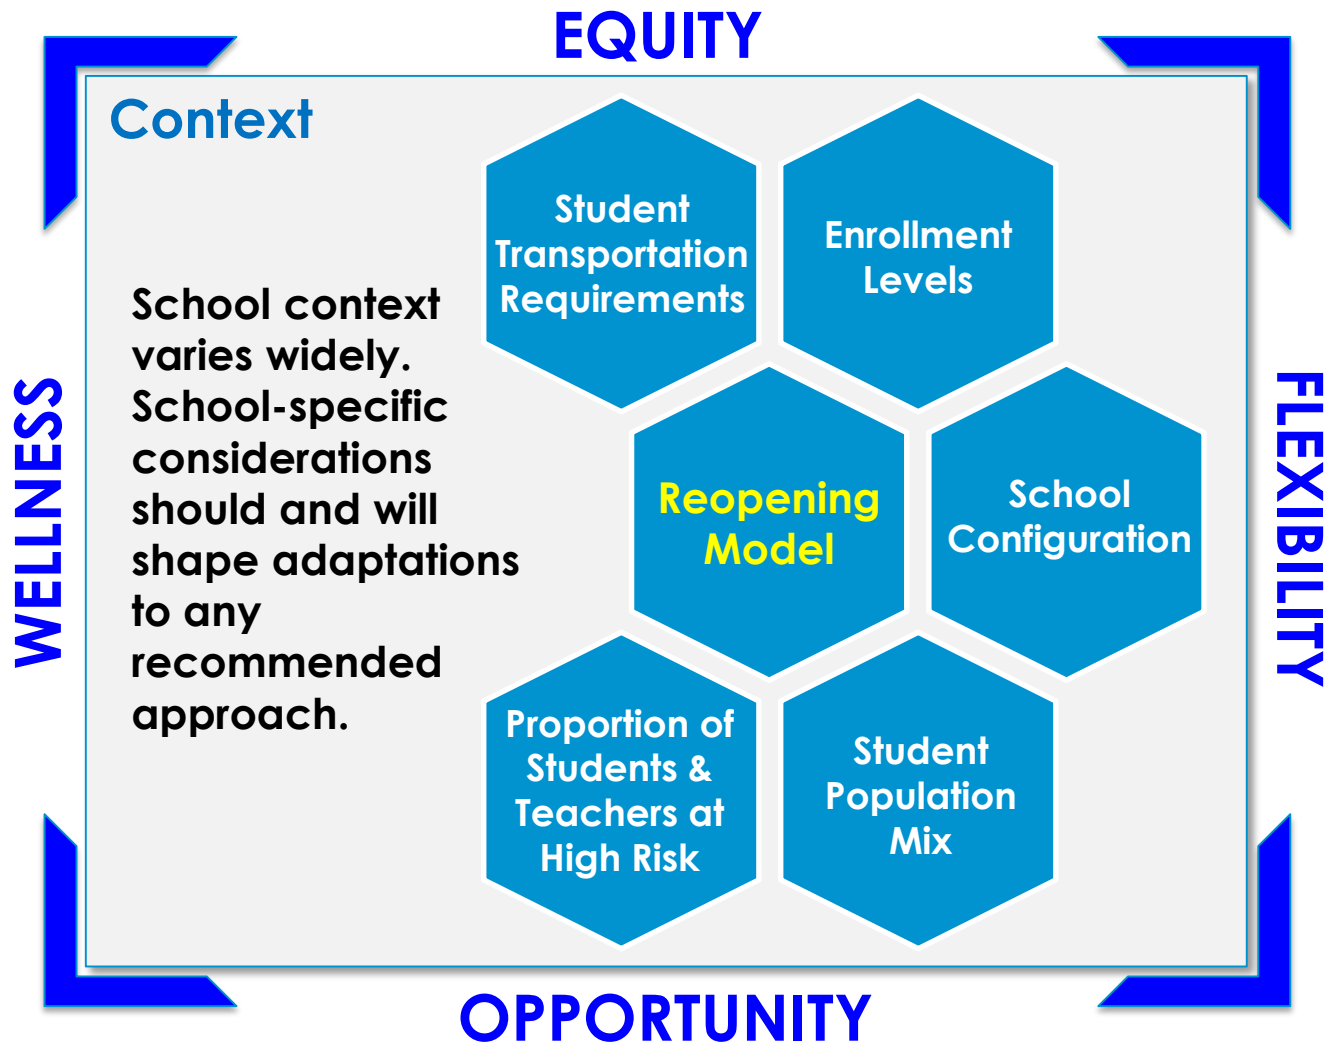 EQUITY
Context
School context
varies widely.
School-specific
considerations
should and will
shape adaptations
to any
recommended
approach.
Student
Transportation
Requirements
Enrollment
Levels
Reopening
Model
School
Configuration
Proportion of
Students &
Teachers at
High Risk
Student
Population
Mix
WELLNESS
FLEXIBILITY
OPPORTUNITY